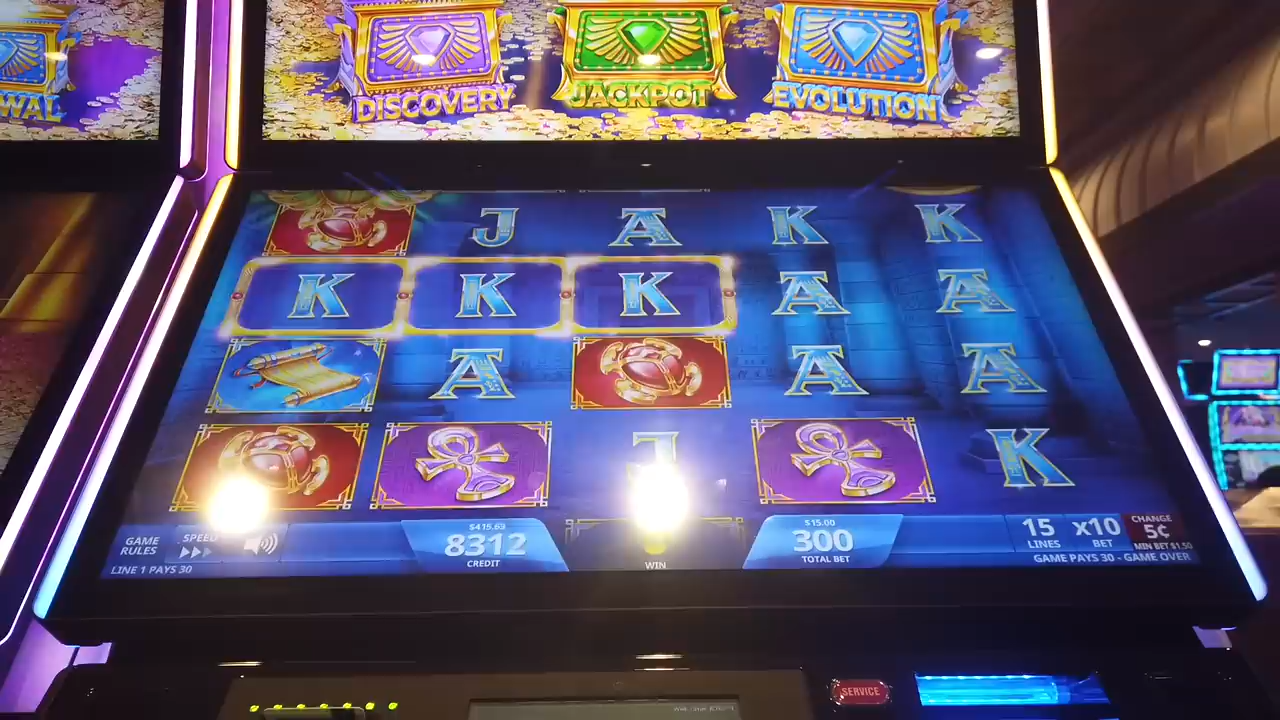 WAL
DISCOVERY
JACKPOT
EVOLUTION
J A K K
K K K A A
A A A
J K
GAME RULES
SPEED
$415.63
8312
CREDIT
WIN
$15.00
300
TOTAL BET
15
LINES
x10
BET
CHANGE
5¢
MIN BET $1.50
LINE 1 PAYS 30
GAME PAYS 30 - GAME OVER
SERVICE